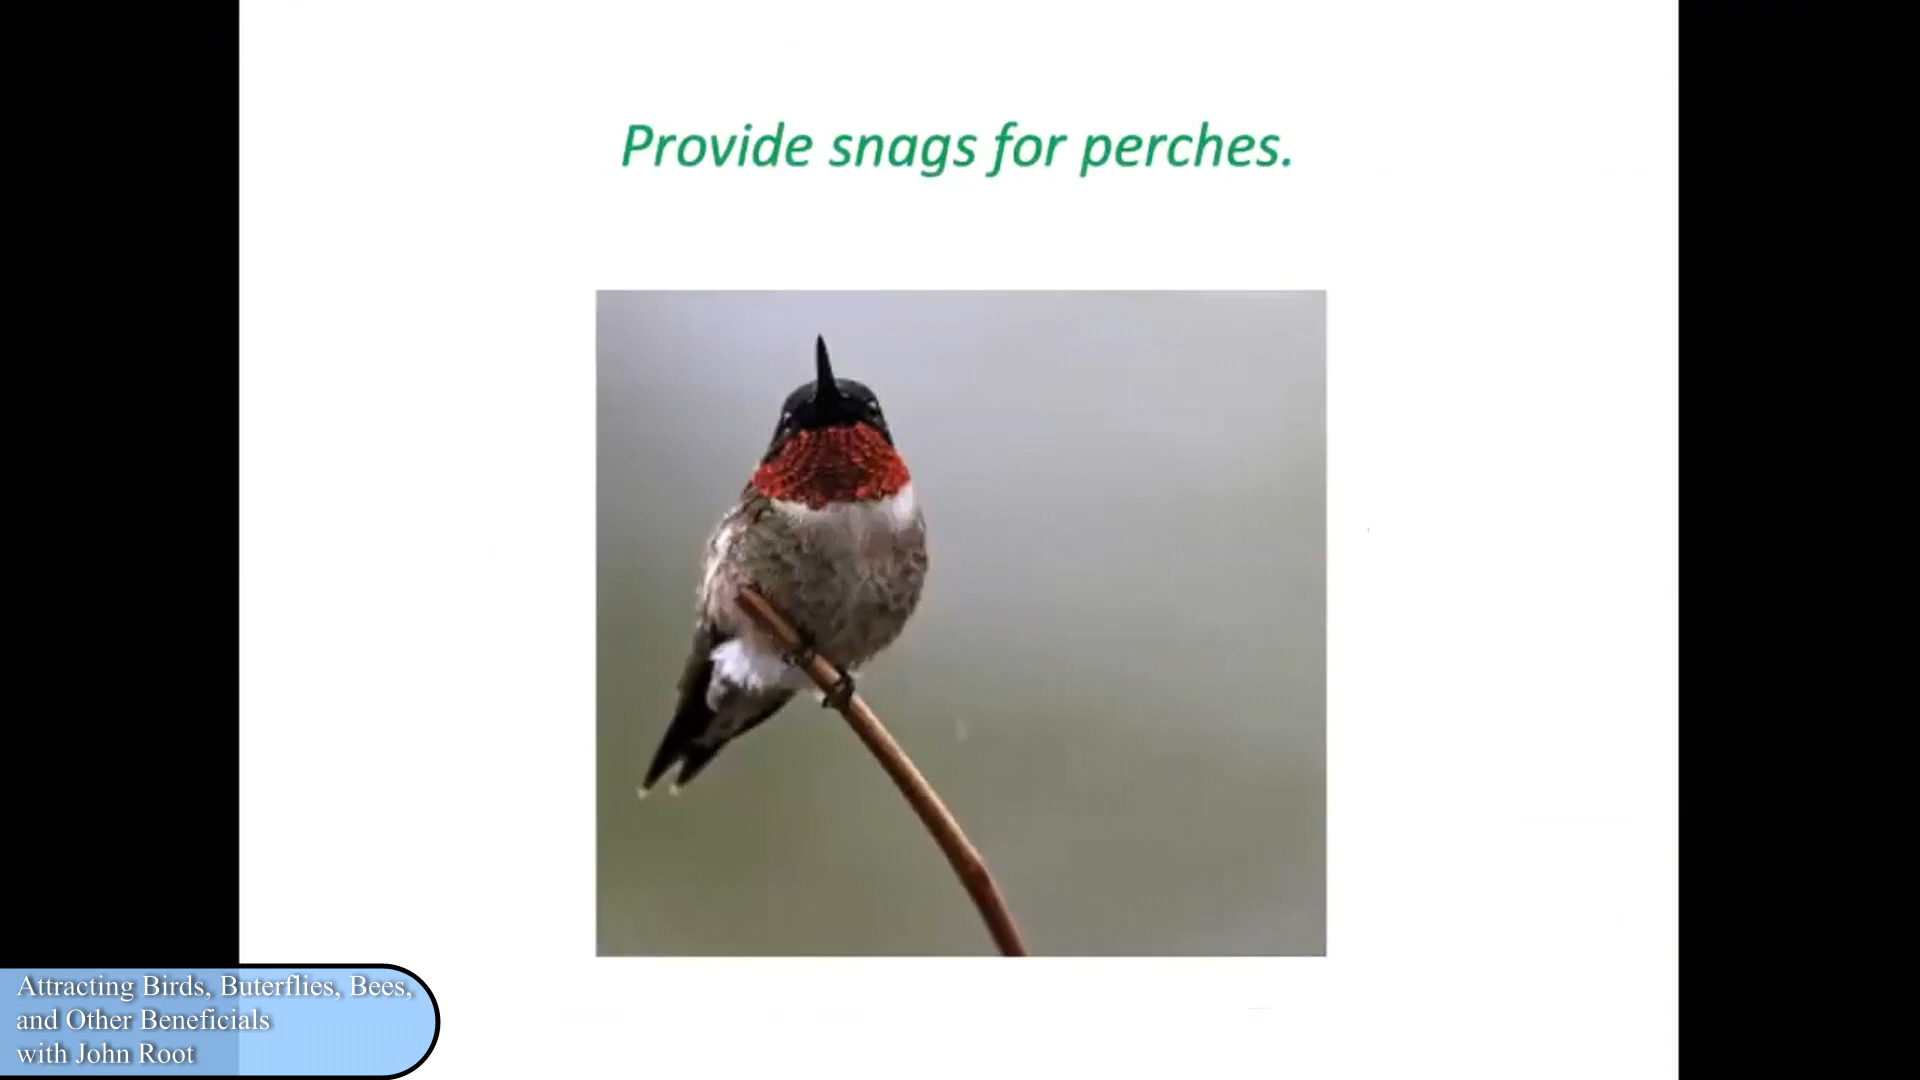 Provide snags for perches.
Attracting Birds, Buterflies, Bees,
and Other Beneficials
with John Root